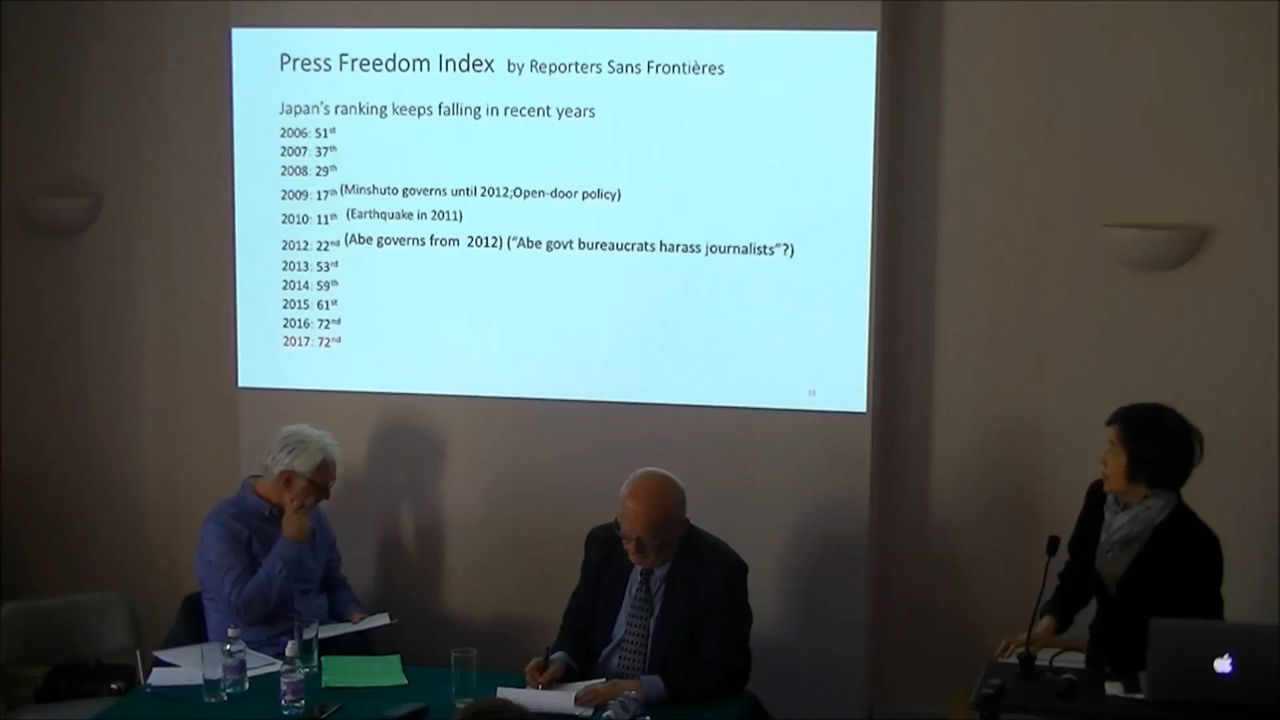 Press Freedom Index by Reporters Sans Frontières
Japan's ranking keeps falling in recent years
2006: 51st
2007: 37th
2008: 29th
2009: 17th (Minshuto governs until 2012;Open-door policy)
2010: 11th (Earthquake in 2011)
2012: 22nd (Abe governs from 2012) ("Abe govt bureaucrats harass journalists"?)
2013: 53rd
2014: 59th
2015: 61st
2016: 72nd
2017: 72nd
13